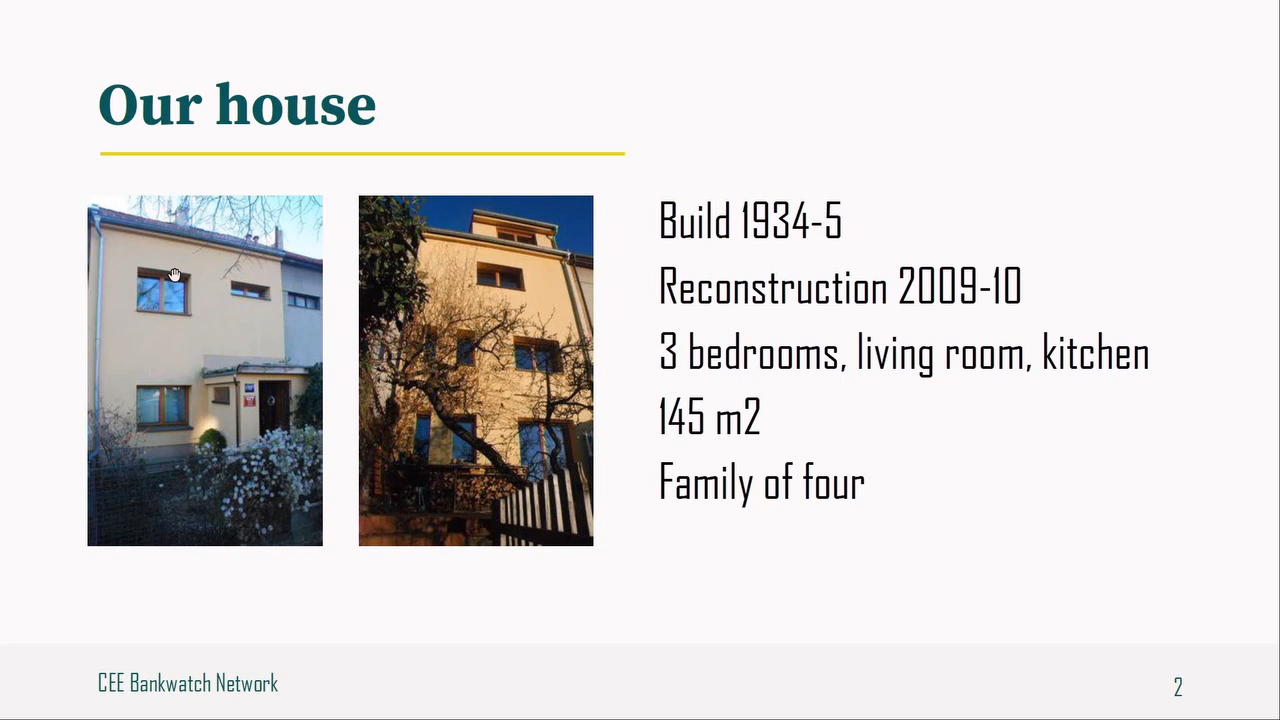 Our house
Build 1934-5
Reconstruction 2009-10
3 bedrooms, living room, kitchen
145 m2
Family of four
CEE Bankwatch Network
2